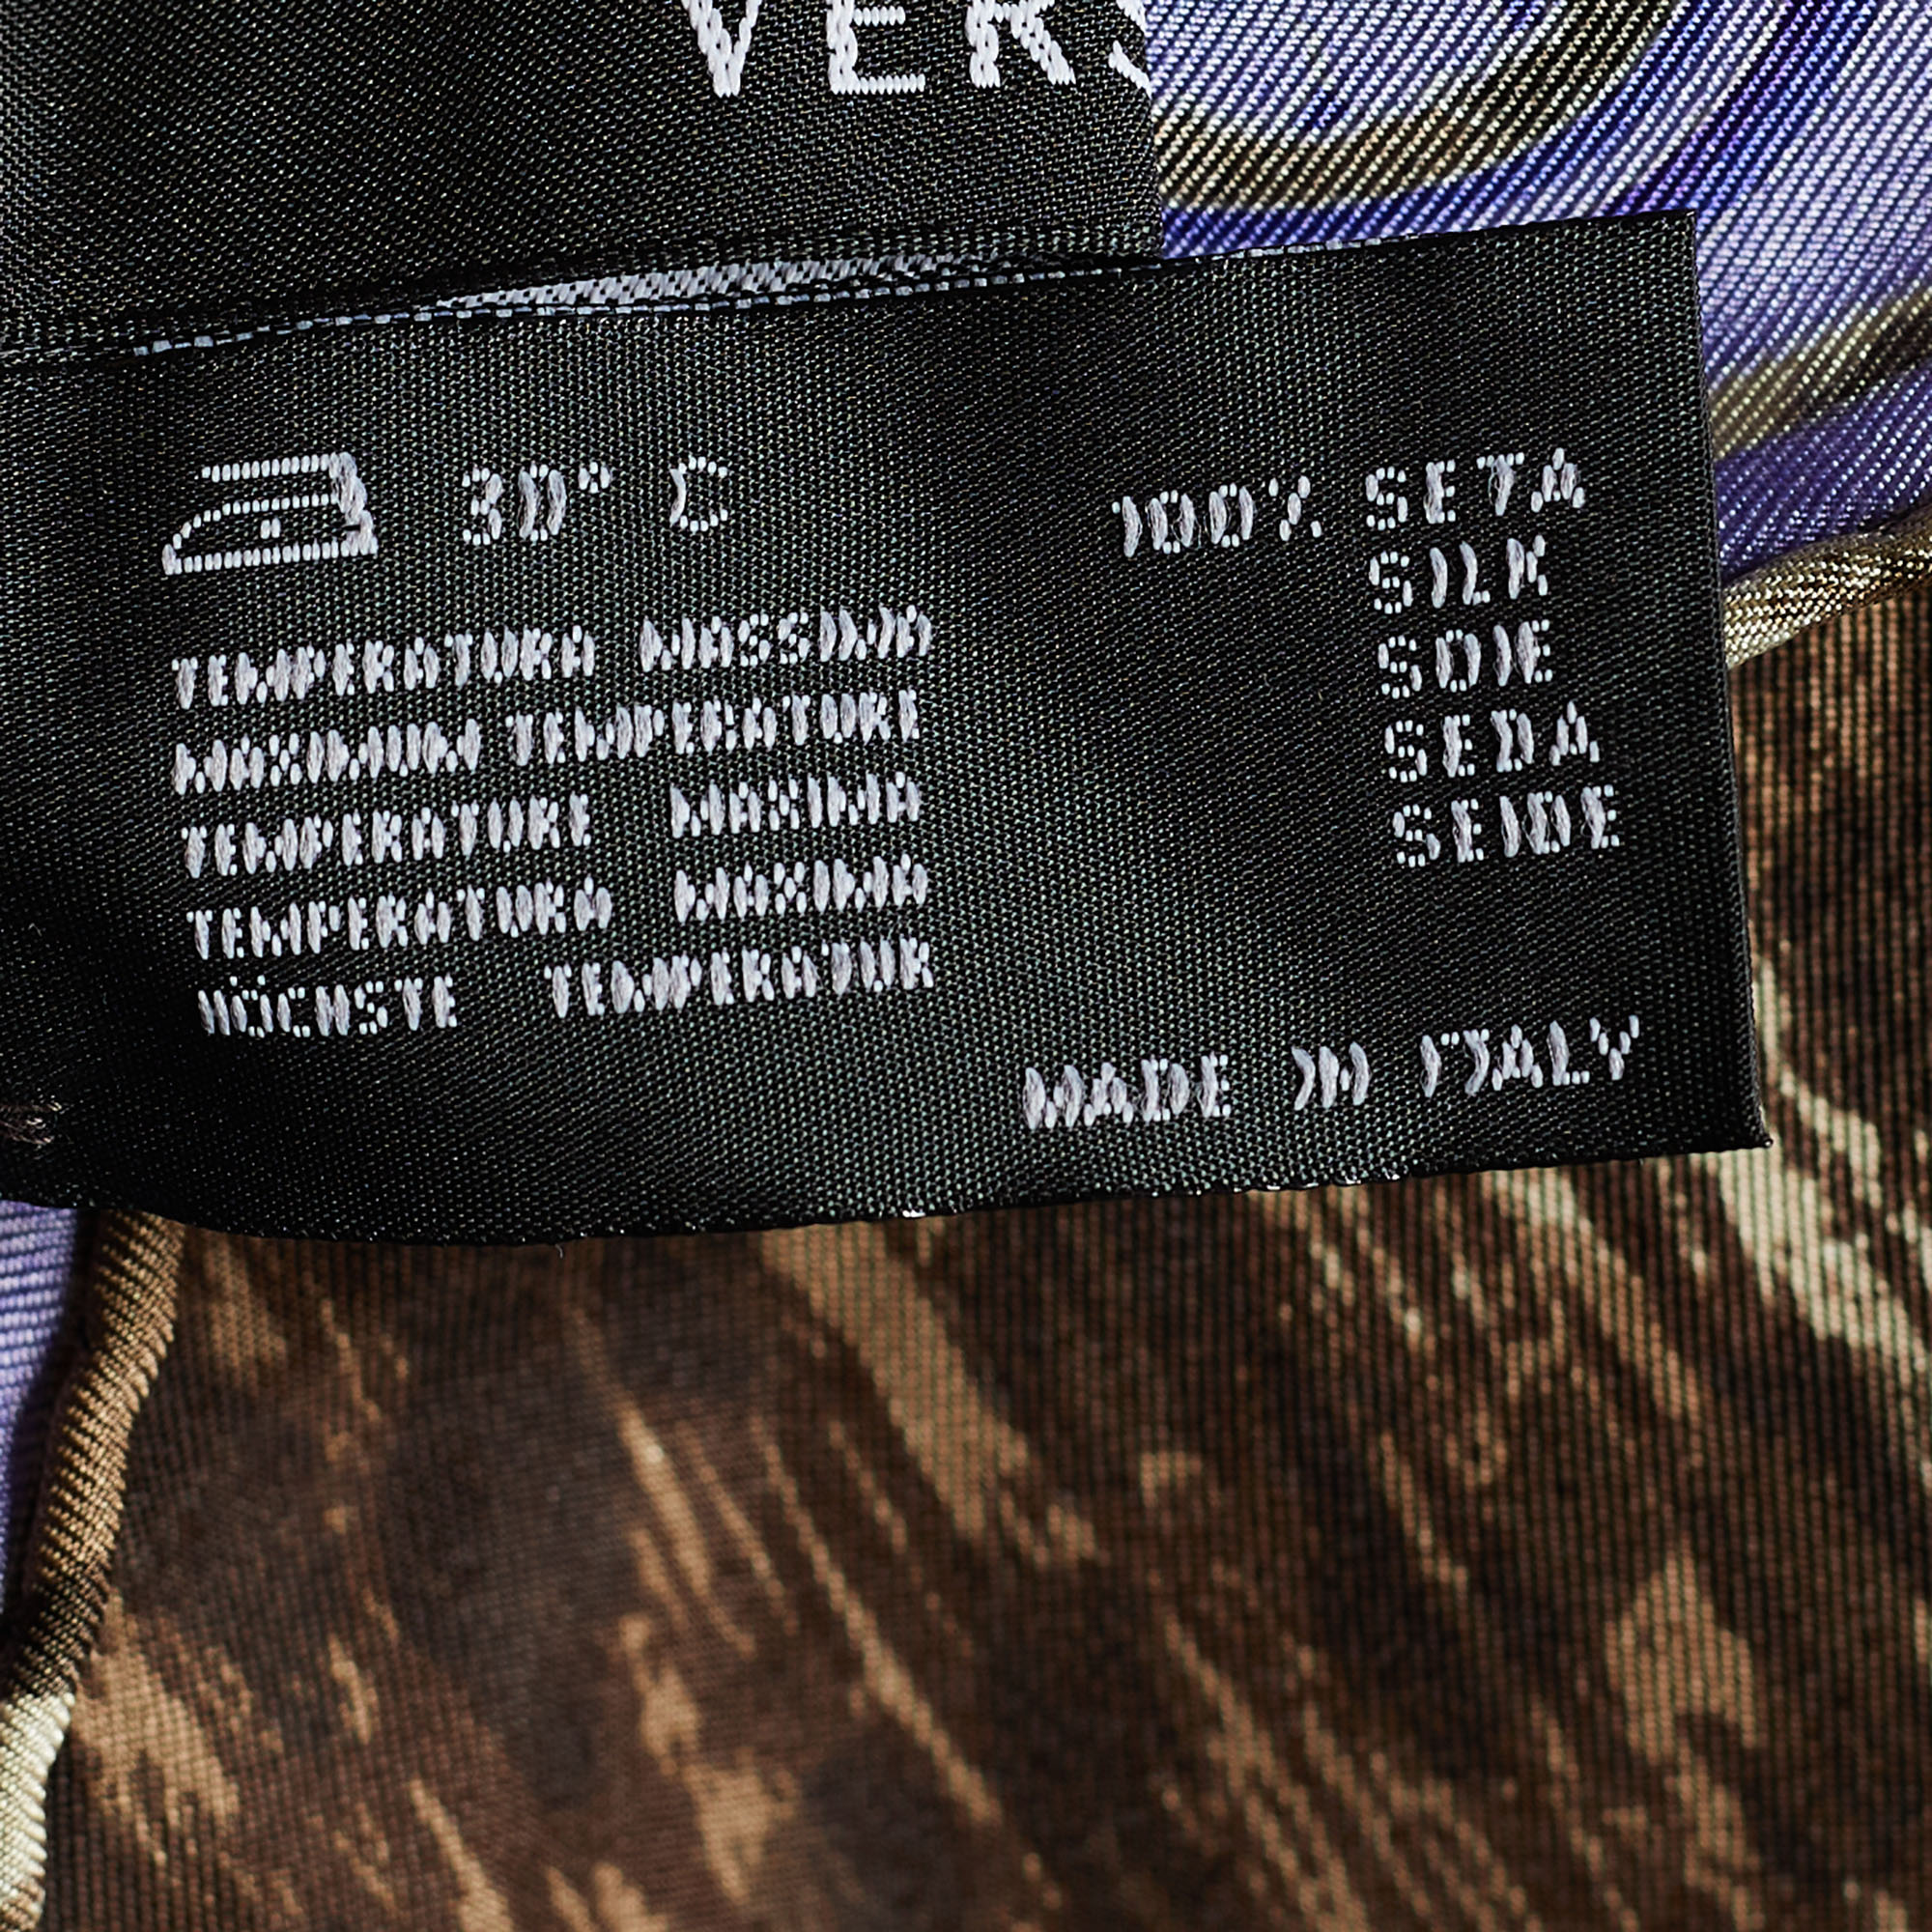 VERS
30° C
TEMPERATURA MASSIMA
MAXIMUM TEMPERATURE
TEMPERATURE MAXIMA
TEMPERATURA MAXIMA
HÖCHSTE TEMPERATUR
100% SETA
SILK
SOIE
SEDA
SEIDE
MADE IN ITALY